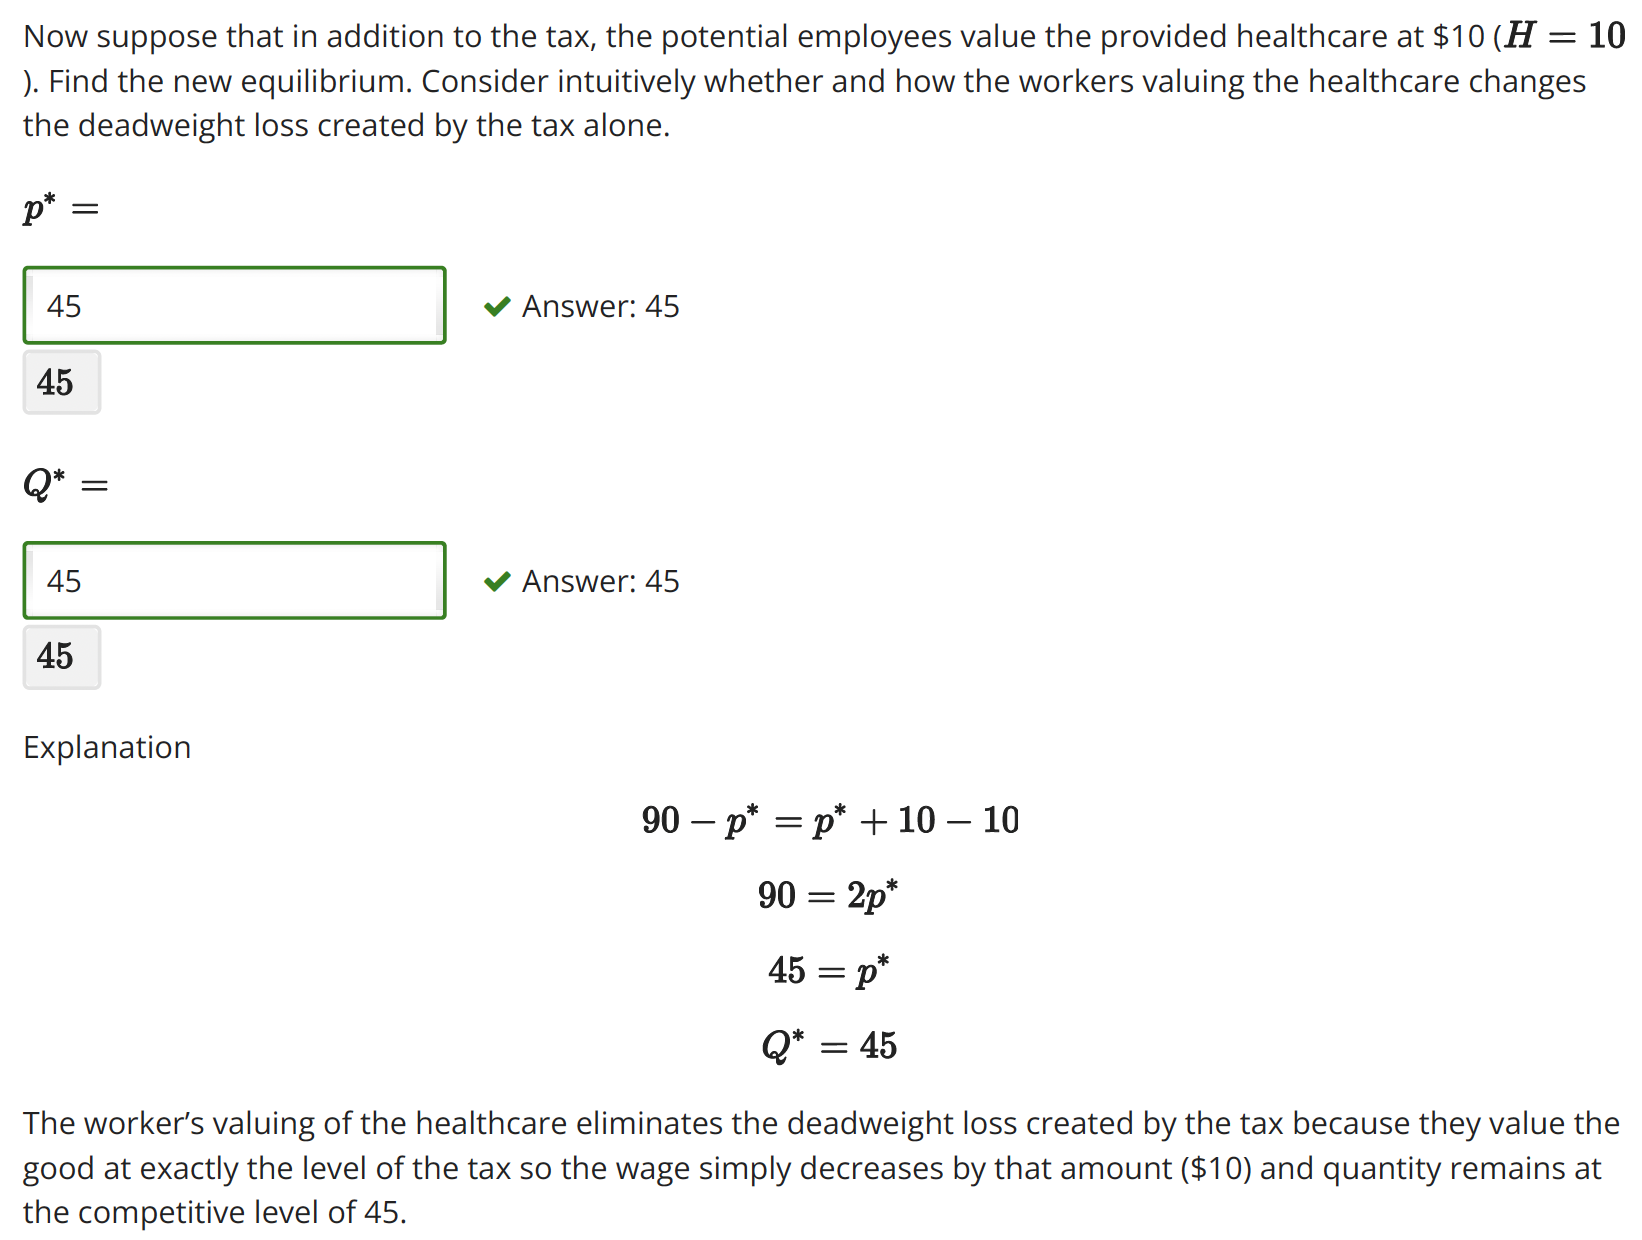 Now suppose that in addition to the tax, the potential employees value the provided healthcare at $10 (H = 10
). Find the new equilibrium. Consider intuitively whether and how the workers valuing the healthcare changes
the deadweight loss created by the tax alone.
p* =
45
Answer: 45
45
Q* =
45
Answer: 45
45
Explanation
90 − p* = p* + 10 − 10
90 = 2p*
45 = p*
Q* = 45
The worker’s valuing of the healthcare eliminates the deadweight loss created by the tax because they value the
good at exactly the level of the tax so the wage simply decreases by that amount ($10) and quantity remains at
the competitive level of 45.